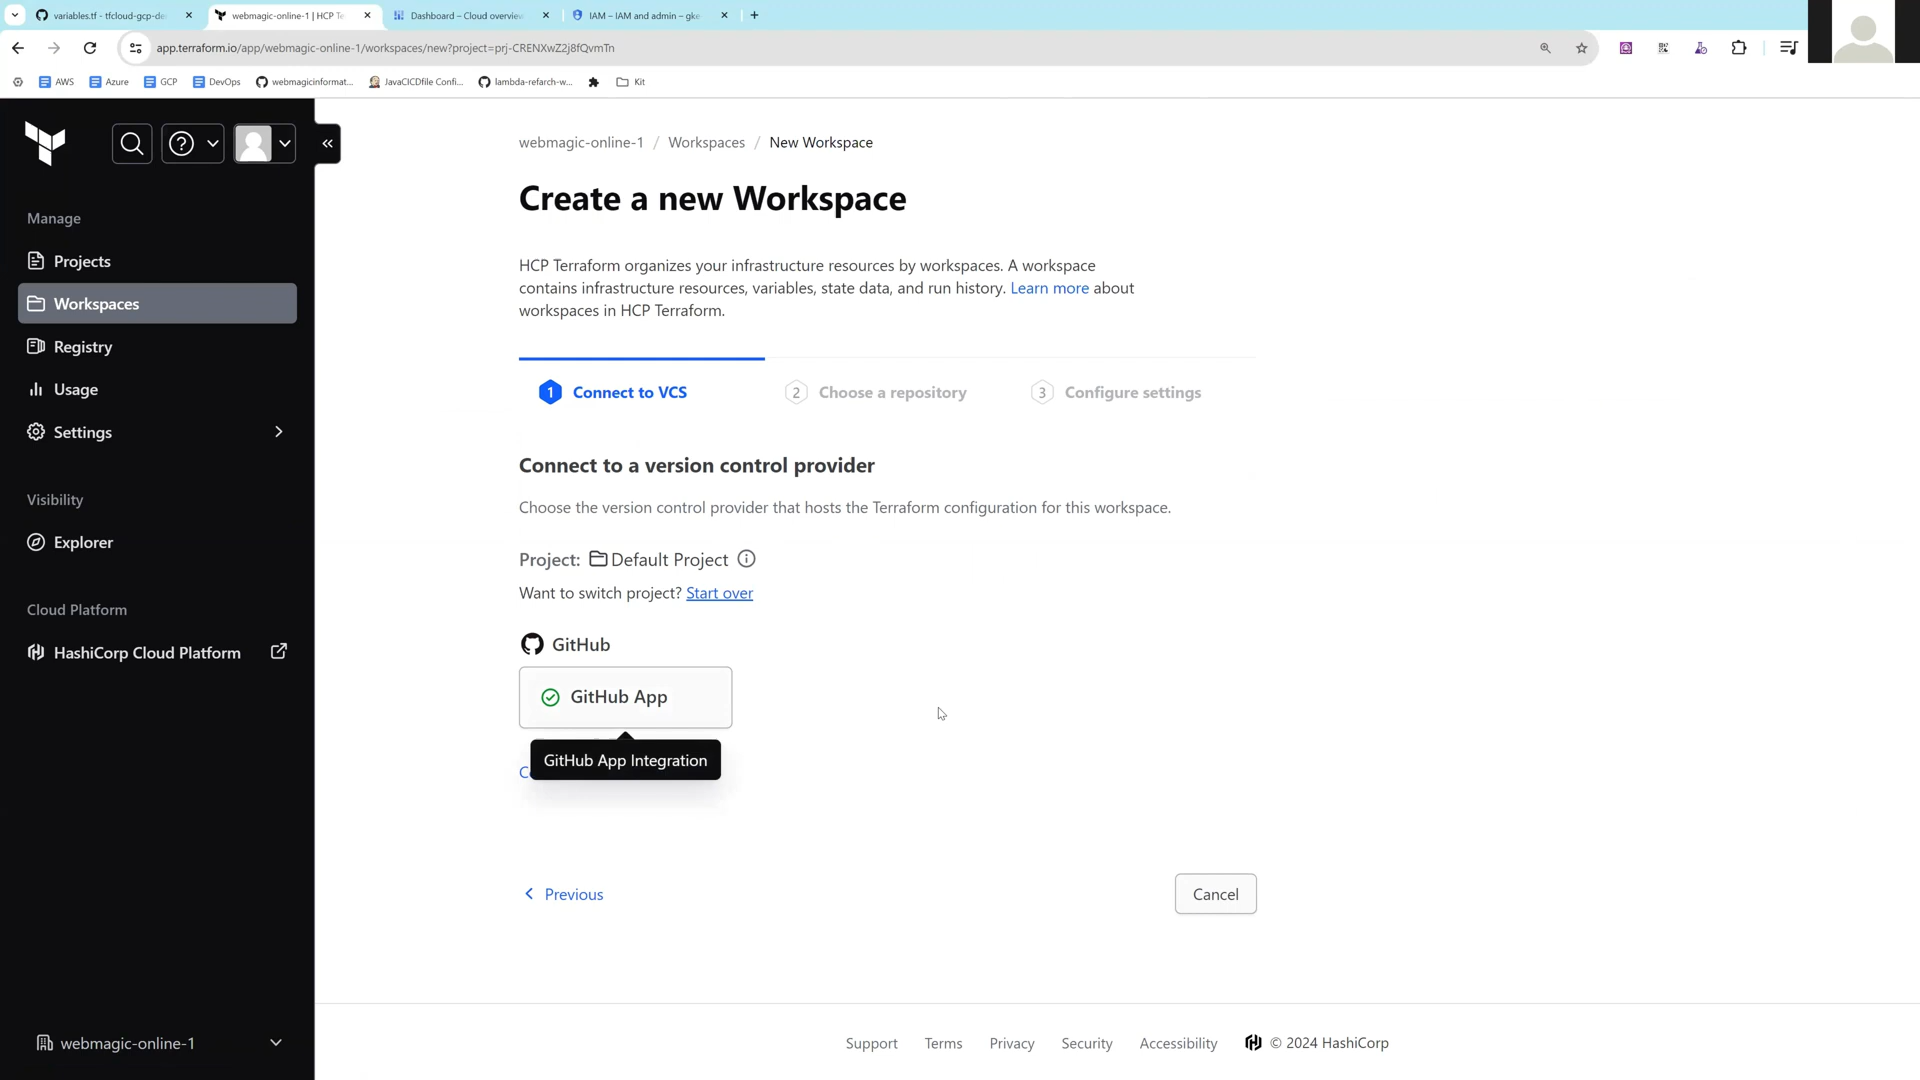 variables.tf - tfcloud-gcp-de
webmagic-online-1 | HCP Te
Dashboard – Cloud overview
IAM – IAM and admin – gke
app.terraform.io/app/webmagic-online-1/workspaces/new?project=prj-CRENXwZ2j8fQvmTn
AWS
Azure
GCP
DevOps
webmagicinformat...
JavaCICDfile Confi...
lambda-refarch-w...
Kit
Manage
Projects
Workspaces
Registry
Usage
Settings
Visibility
Explorer
Cloud Platform
HashiCorp Cloud Platform
webmagic-online-1
webmagic-online-1 / Workspaces / New Workspace
Create a new Workspace
HCP Terraform organizes your infrastructure resources by workspaces. A workspace
contains infrastructure resources, variables, state data, and run history. Learn more about
workspaces in HCP Terraform.
1 Connect to VCS
2 Choose a repository
3 Configure settings
Connect to a version control provider
Choose the version control provider that hosts the Terraform configuration for this workspace.
Project: Default Project
Want to switch project? Start over
GitHub
GitHub App
GitHub App Integration
Previous
Cancel
Support
Terms
Privacy
Security
Accessibility
© 2024 HashiCorp